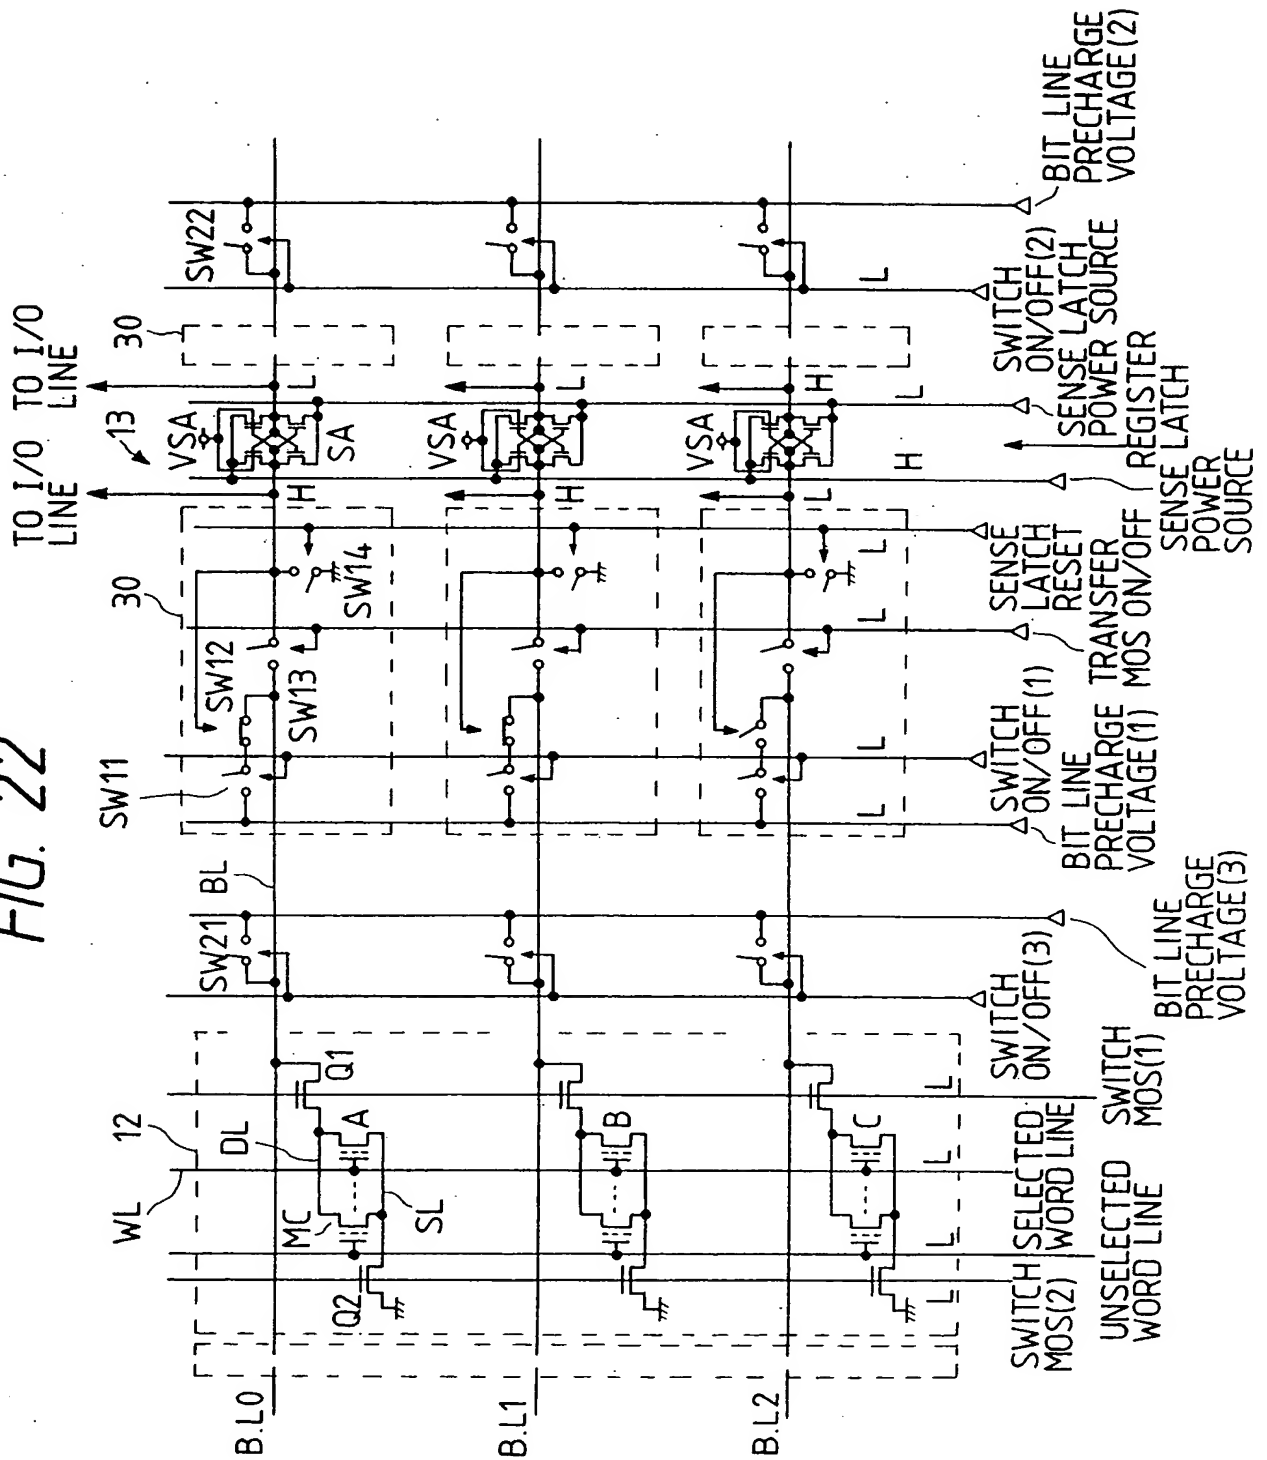 FIG. 22
TO I/O
LINE
TO I/O
LINE
13
30
30
SW11
SW12
SW13
SW14
SW21
SW22
BL
VSA
SA
VSA
VSA
H
L
H
L
L
H
12
WL
DL
MC
SL
Q1
Q2
A
B
C
B.L0
B.L1
B.L2
L
L
L
L
L
L
L
L
H
L
L
SWITCH
MOS(2)
UNSELECTED
WORD LINE
SELECTED
WORD LINE
SWITCH
MOS(1)
SWITCH
ON/OFF(3)
BIT LINE
PRECHARGE
VOLTAGE(3)
BIT LINE
PRECHARGE
VOLTAGE(1)
SWITCH
ON/OFF(1)
TRANSFER
MOS ON/OFF
SENSE
LATCH
RESET
SENSE LATCH
POWER
SOURCE
REGISTER
SENSE LATCH
POWER SOURCE
SWITCH
ON/OFF(2)
BIT LINE
PRECHARGE
VOLTAGE(2)